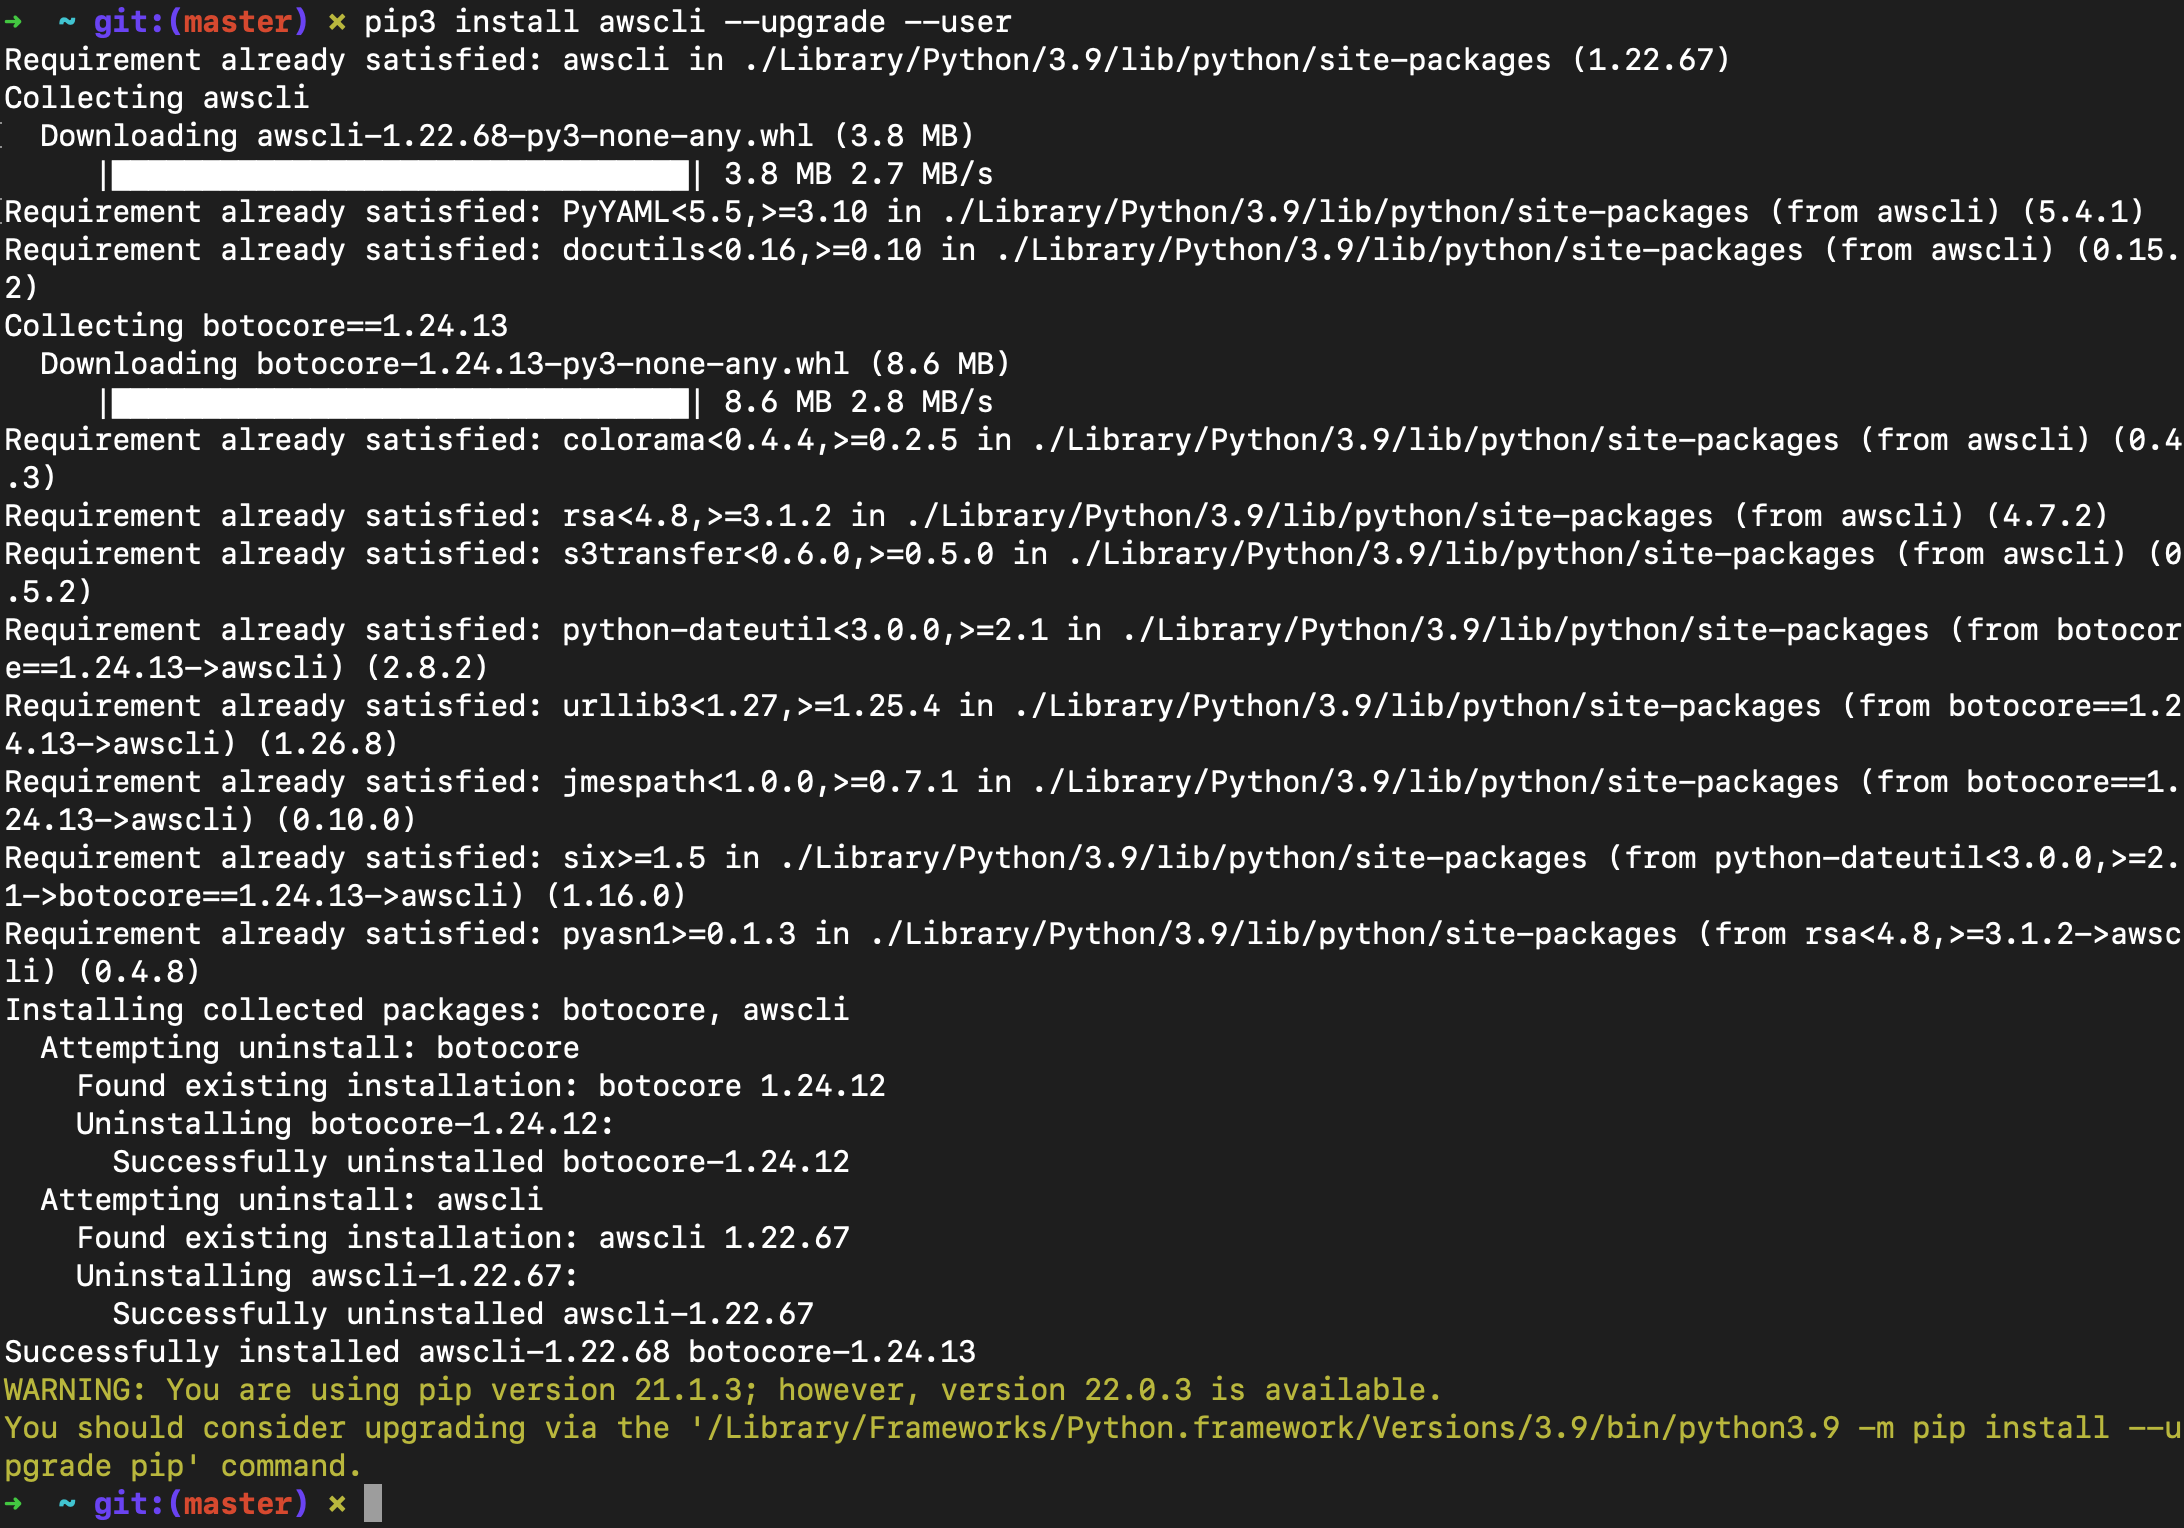 ➜  ~ git:(master) ✗ pip3 install awscli --upgrade --user
Requirement already satisfied: awscli in ./Library/Python/3.9/lib/python/site-packages (1.22.67)
Collecting awscli
  Downloading awscli-1.22.68-py3-none-any.whl (3.8 MB)
     |████████████████████████████████| 3.8 MB 2.7 MB/s
Requirement already satisfied: PyYAML<5.5,>=3.10 in ./Library/Python/3.9/lib/python/site-packages (from awscli) (5.4.1)
Requirement already satisfied: docutils<0.16,>=0.10 in ./Library/Python/3.9/lib/python/site-packages (from awscli) (0.15.
2)
Collecting botocore==1.24.13
  Downloading botocore-1.24.13-py3-none-any.whl (8.6 MB)
     |████████████████████████████████| 8.6 MB 2.8 MB/s
Requirement already satisfied: colorama<0.4.4,>=0.2.5 in ./Library/Python/3.9/lib/python/site-packages (from awscli) (0.4
.3)
Requirement already satisfied: rsa<4.8,>=3.1.2 in ./Library/Python/3.9/lib/python/site-packages (from awscli) (4.7.2)
Requirement already satisfied: s3transfer<0.6.0,>=0.5.0 in ./Library/Python/3.9/lib/python/site-packages (from awscli) (0
.5.2)
Requirement already satisfied: python-dateutil<3.0.0,>=2.1 in ./Library/Python/3.9/lib/python/site-packages (from botocor
e==1.24.13->awscli) (2.8.2)
Requirement already satisfied: urllib3<1.27,>=1.25.4 in ./Library/Python/3.9/lib/python/site-packages (from botocore==1.2
4.13->awscli) (1.26.8)
Requirement already satisfied: jmespath<1.0.0,>=0.7.1 in ./Library/Python/3.9/lib/python/site-packages (from botocore==1.
24.13->awscli) (0.10.0)
Requirement already satisfied: six>=1.5 in ./Library/Python/3.9/lib/python/site-packages (from python-dateutil<3.0.0,>=2.
1->botocore==1.24.13->awscli) (1.16.0)
Requirement already satisfied: pyasn1>=0.1.3 in ./Library/Python/3.9/lib/python/site-packages (from rsa<4.8,>=3.1.2->awsc
li) (0.4.8)
Installing collected packages: botocore, awscli
  Attempting uninstall: botocore
    Found existing installation: botocore 1.24.12
    Uninstalling botocore-1.24.12:
      Successfully uninstalled botocore-1.24.12
  Attempting uninstall: awscli
    Found existing installation: awscli 1.22.67
    Uninstalling awscli-1.22.67:
      Successfully uninstalled awscli-1.22.67
Successfully installed awscli-1.22.68 botocore-1.24.13
WARNING: You are using pip version 21.1.3; however, version 22.0.3 is available.
You should consider upgrading via the '/Library/Frameworks/Python.framework/Versions/3.9/bin/python3.9 -m pip install --u
pgrade pip' command.
➜  ~ git:(master) ✗